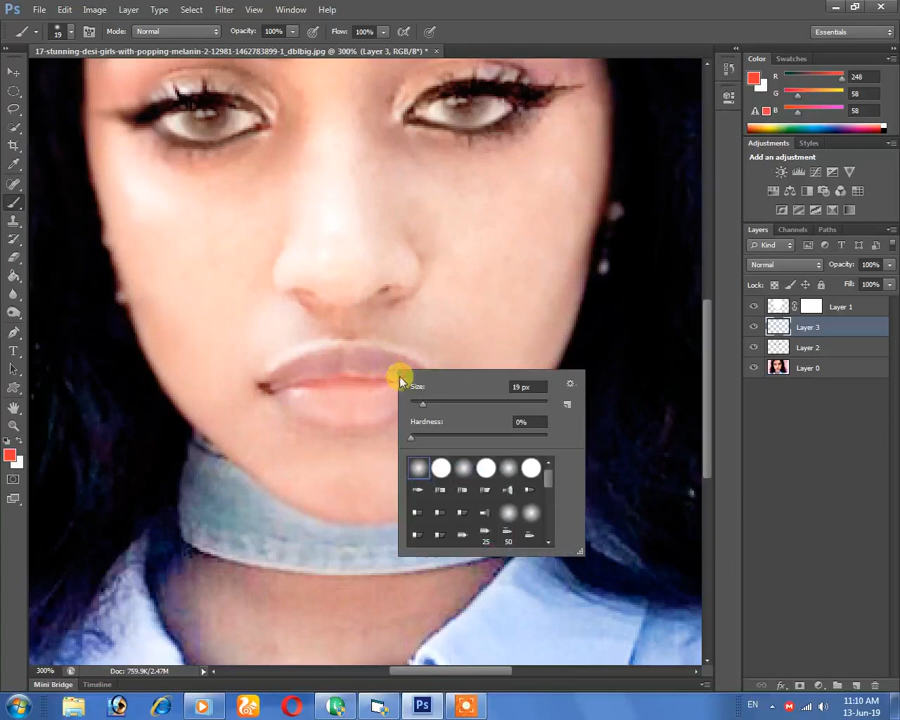 Ps File Edit Image Layer Type Select Filter View Window Help
19 Mode: Normal Opacity: 100% Flow: 100% Essentials
17-stunning-desi-girls-with-popping-melanin-2-12981-1462783899-1_dblbig.jpg @ 300% (Layer 3, RGB/8*) * ×
Color Swatches
R 248
G 58
B 58
Adjustments Styles
Add an adjustment
Layers Channels Paths
Kind
Normal Opacity: 100%
Lock: Fill: 100%
Layer 1
Layer 3
Layer 2
Layer 0
Size: 19 px
Hardness: 0%
25 50
300% Doc: 759.9K/2.47M
Mini Bridge Timeline
Ps EN 11:10 AM
13-Jun-19